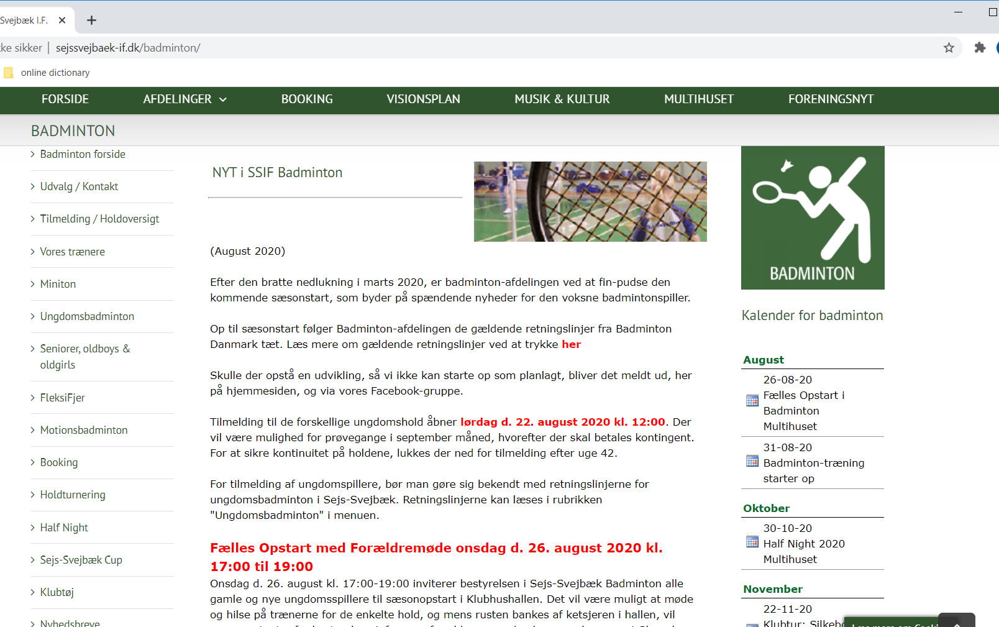 Svejbæk I.F.
ke sikker
sejssvejbaek-if.dk/badminton/
online dictionary
FORSIDE
AFDELINGER
BOOKING
VISIONSPLAN
MUSIK & KULTUR
MULTIHUSET
FORENINGSNYT
BADMINTON
Badminton forside
Udvalg / Kontakt
Tilmelding / Holdoversigt
Vores trænere
Miniton
Ungdomsbadminton
Seniorer, oldboys &
oldgirls
FleksiFjer
Motionsbadminton
Booking
Holdturnering
Half Night
Sejs-Svejbæk Cup
Klubtøj
Nyhedsbreve
NYT i SSIF Badminton
(August 2020)
Efter den bratte nedlukning i marts 2020, er badminton-afdelingen ved at fin-pudse den
kommende sæsonstart, som byder på spændende nyheder for den voksne badmintonspiller.
Op til sæsonstart følger Badminton-afdelingen de gældende retningslinjer fra Badminton
Danmark tæt. Læs mere om gældende retningslinjer ved at trykke her
Skulle der opstå en udvikling, så vi ikke kan starte op som planlagt, bliver det meldt ud, her
på hjemmesiden, og via vores Facebook-gruppe.
Tilmelding til de forskellige ungdomshold åbner lørdag d. 22. august 2020 kl. 12:00. Der
vil være mulighed for prøvegange i september måned, hvorefter der skal betales kontingent.
For at sikre kontinuitet på holdene, lukkes der ned for tilmelding efter uge 42.
For tilmelding af ungdomspillere, bør man gøre sig bekendt med retningslinjerne for
ungdomsbadminton i Sejs-Svejbæk. Retningslinjerne kan læses i rubrikken
"Ungdomsbadminton" i menuen.
Fælles Opstart med Forældremøde onsdag d. 26. august 2020 kl.
17:00 til 19:00
Onsdag d. 26. august kl. 17:00-19:00 inviterer bestyrelsen i Sejs-Svejbæk Badminton alle
gamle og nye ungdomsspillere til sæsonopstart i Klubhushallen. Det vil være muligt at møde
og hilse på trænerne for de enkelte hold, og mens rusten bankes af ketsjeren i hallen, vil
BADMINTON
Kalender for badminton
August
26-08-20
Fælles Opstart i
Badminton
Multihuset
31-08-20
Badminton-træning
starter op
Oktober
30-10-20
Half Night 2020
Multihuset
November
22-11-20
Klubtur: Silkebo